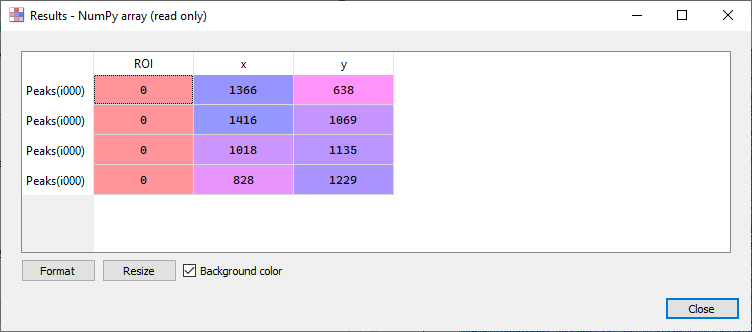 Results - NumPy array (read only)
ROI x y
Peaks(i000) 0 1366 638
Peaks(i000) 0 1416 1069
Peaks(i000) 0 1018 1135
Peaks(i000) 0 828 1229
Format Resize Background color
Close